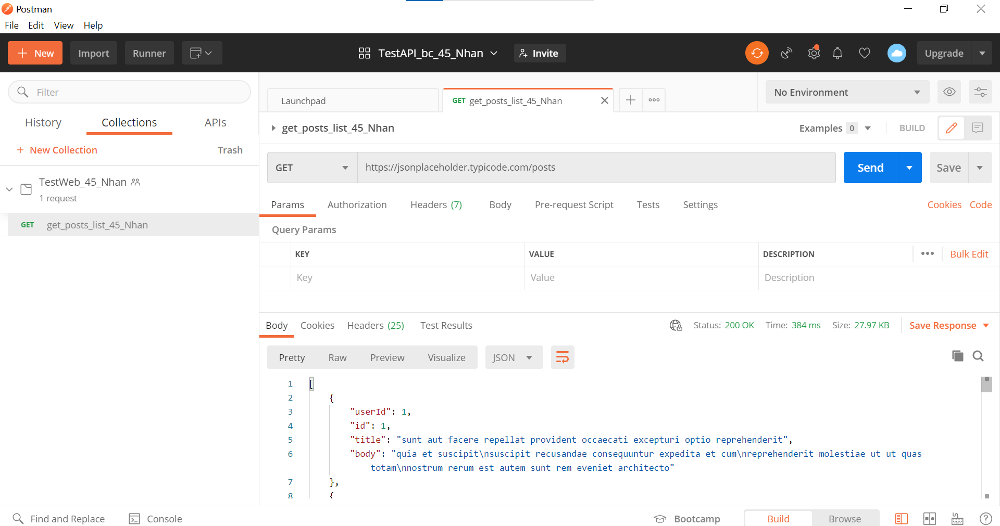 Postman
File Edit View Help
+ New Import Runner TestAPI_bc_45_Nhan Invite Upgrade
Filter
History Collections APIs
+ New Collection Trash
TestWeb_45_Nhan
1 request
GET get_posts_list_45_Nhan
Launchpad GET get_posts_list_45_Nhan No Environment
get_posts_list_45_Nhan Examples 0 BUILD
GET https://jsonplaceholder.typicode.com/posts Send Save
Params Authorization Headers (7) Body Pre-request Script Tests Settings Cookies Code
Query Params
KEY VALUE DESCRIPTION Bulk Edit
Key Value Description
Body Cookies Headers (25) Test Results Status: 200 OK Time: 384 ms Size: 27.97 KB Save Response
Pretty Raw Preview Visualize JSON
1 [
2 {
3 "userId": 1,
4 "id": 1,
5 "title": "sunt aut facere repellat provident occaecati excepturi optio reprehenderit",
6 "body": "quia et suscipit\nsuscipit recusandae consequuntur expedita et cum\nreprehenderit molestiae ut ut quas
totam\nnostrum rerum est autem sunt rem eveniet architecto"
7 },
8 {
Find and Replace Console Bootcamp Build Browse